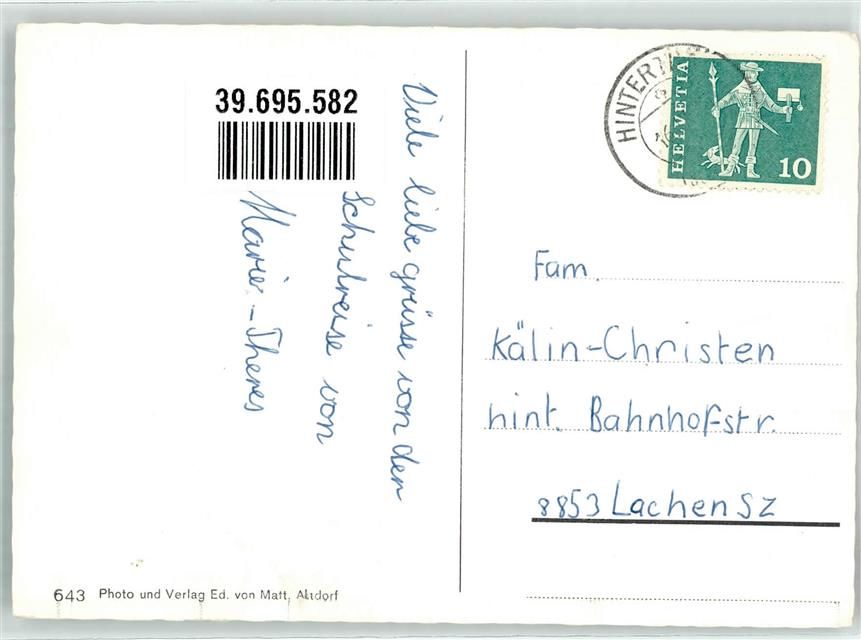 39.695.582
Viele liebe grüsse von der
Schulreise von
Marie-Theres
HELVETIA
10
Fam.
Kälin-Christen
hint. Bahnhofstr.
8853 Lachen SZ
643 Photo und Verlag Ed. von Matt, Altdorf